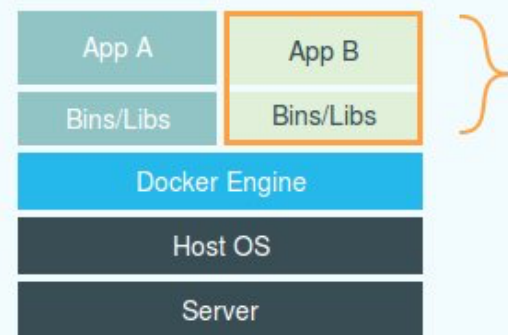 App A
App B
Bins/Libs
Bins/Libs
Docker Engine
Host OS
Server